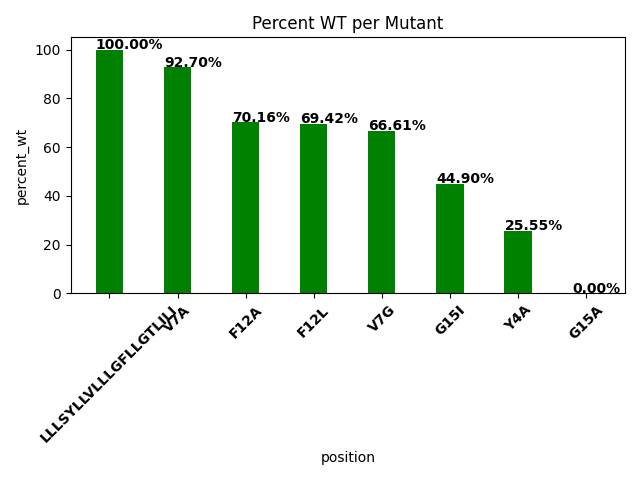 Percent WT per Mutant
percent_wt
100
80
60
40
20
0
100.00%
92.70%
70.16%
69.42%
66.61%
44.90%
25.55%
0.00%
LLLSYLLVLLLGFLLGTLILI
V7A
F12A
F12L
V7G
G15I
Y4A
G15A
position